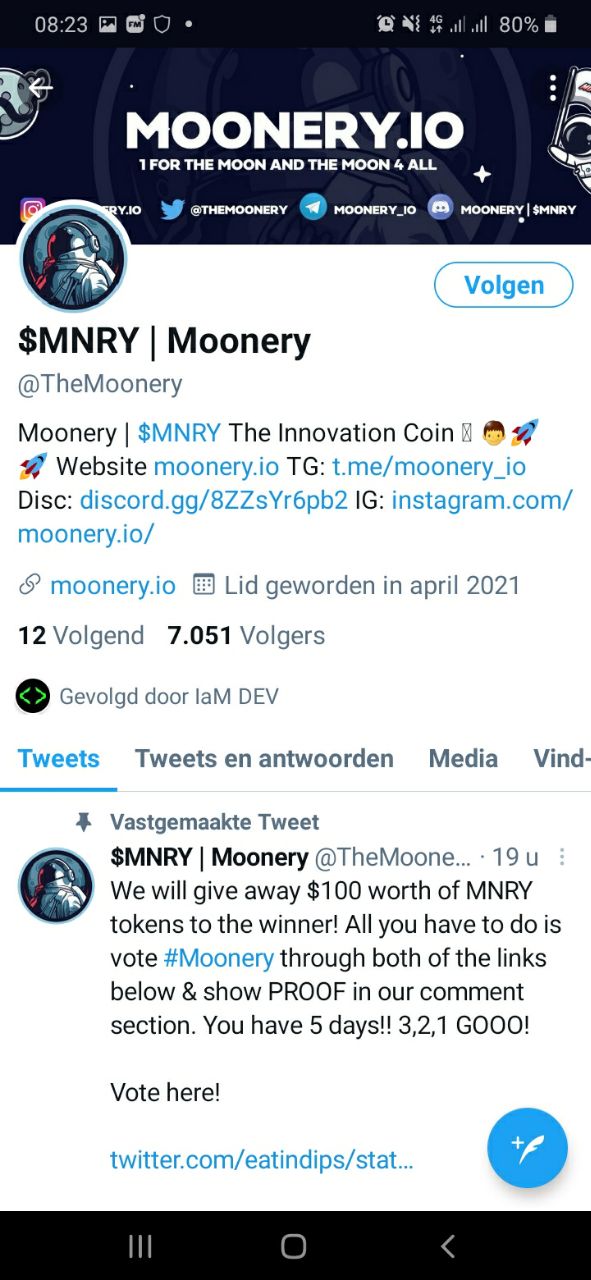 08:23
4G
80%
MOONERY.IO
1 FOR THE MOON AND THE MOON 4 ALL
RY.IO @THEMOONERY MOONERY_IO MOONERY | $MNRY
Volgen
$MNRY | Moonery
@TheMoonery
Moonery | $MNRY The Innovation Coin 👦🚀
🚀 Website moonery.io TG: t.me/moonery_io
Disc: discord.gg/8ZZsYr6pb2 IG: instagram.com/
moonery.io/
moonery.io Lid geworden in april 2021
12 Volgend 7.051 Volgers
Gevolgd door IaM DEV
Tweets Tweets en antwoorden Media Vind-
Vastgemaakte Tweet
$MNRY | Moonery @TheMoone... · 19 u
We will give away $100 worth of MNRY
tokens to the winner! All you have to do is
vote #Moonery through both of the links
below & show PROOF in our comment
section. You have 5 days!! 3,2,1 GOOO!
Vote here!
twitter.com/eatindips/stat...